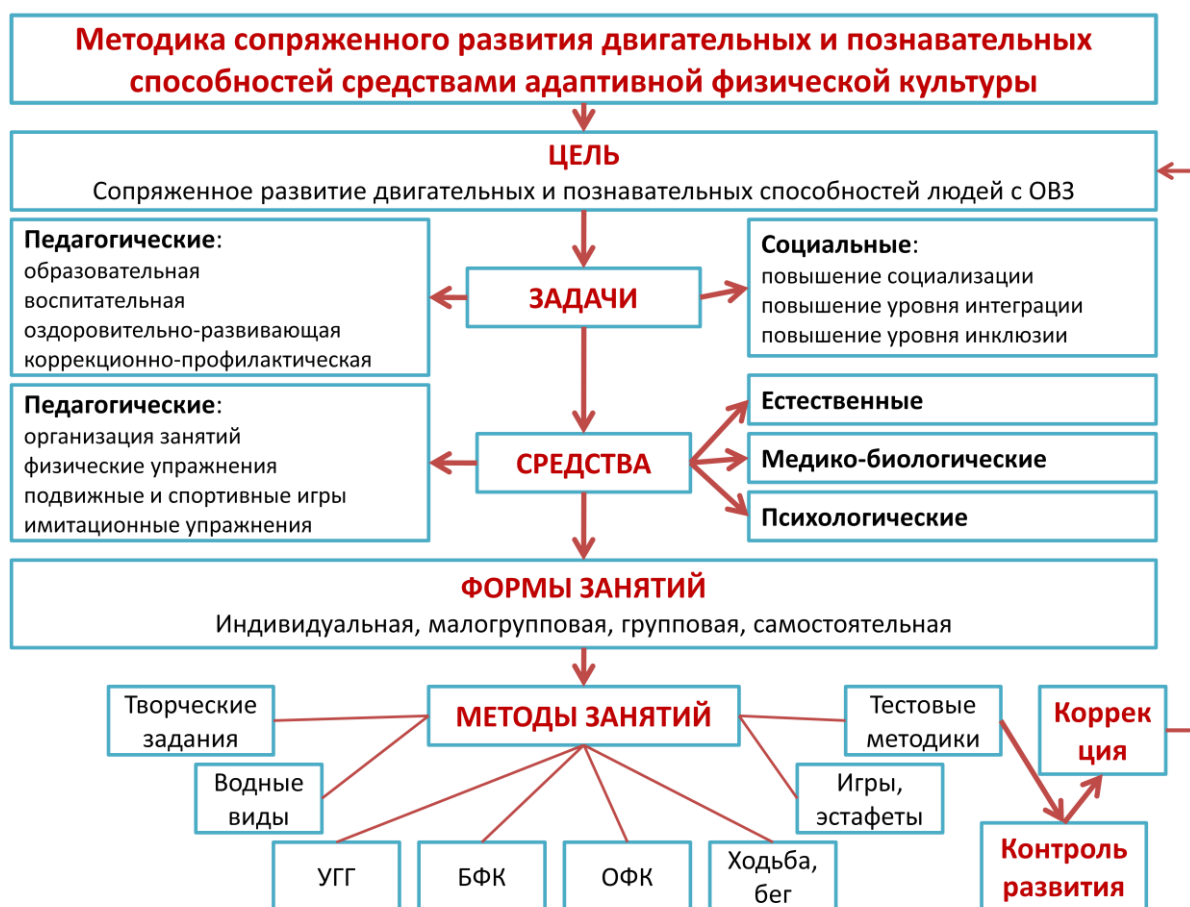 Методика сопряженного развития двигательных и познавательных
способностей средствами адаптивной физической культуры
ЦЕЛЬ
Сопряженное развитие двигательных и познавательных способностей людей с ОВЗ
Педагогические:
образовательная
воспитательная
оздоровительно-развивающая
коррекционно-профилактическая
ЗАДАЧИ
Социальные:
повышение социализации
повышение уровня интеграции
повышение уровня инклюзии
Педагогические:
организация занятий
физические упражнения
подвижные и спортивные игры
имитационные упражнения
СРЕДСТВА
Естественные
Медико-биологические
Психологические
ФОРМЫ ЗАНЯТИЙ
Индивидуальная, малогрупповая, групповая, самостоятельная
Творческие
задания
МЕТОДЫ ЗАНЯТИЙ
Тестовые
методики
Коррек
ция
Водные
виды
Игры,
эстафеты
УГГ
БФК
ОФК
Ходьба,
бег
Контроль
развития